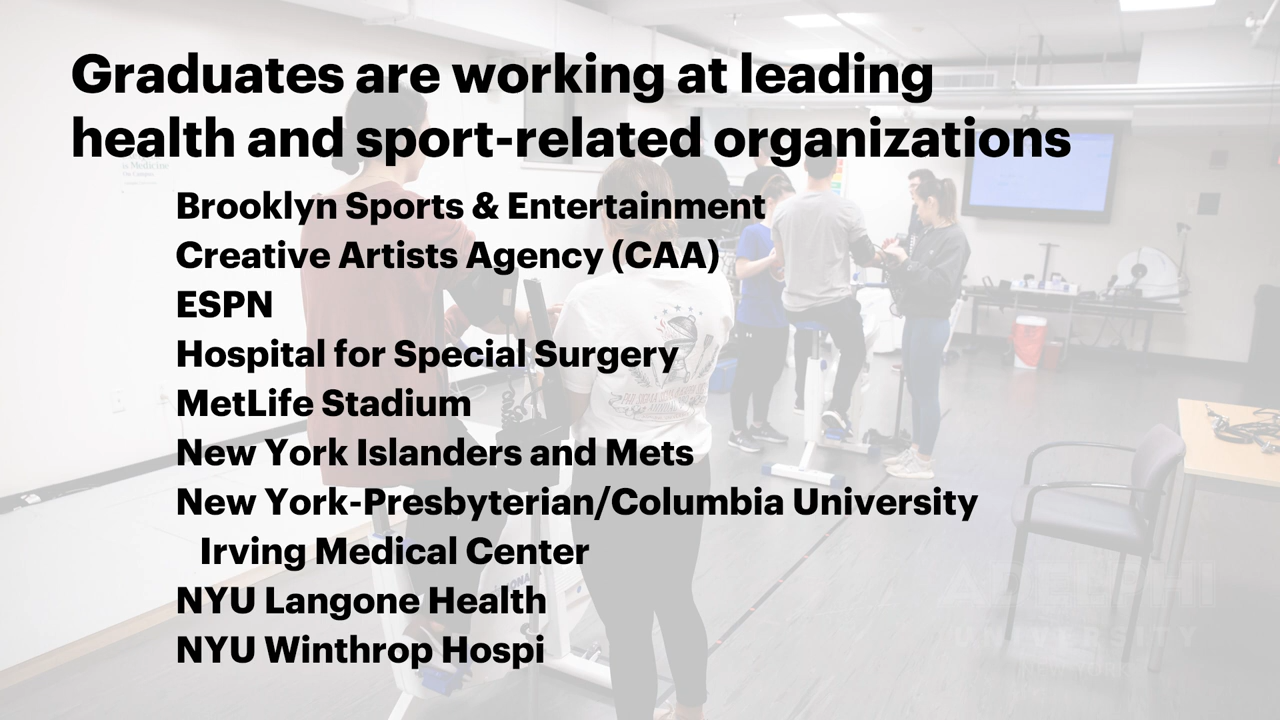 Graduates are working at leading
health and sport-related organizations
Brooklyn Sports & Entertainment
Creative Artists Agency (CAA)
ESPN
Hospital for Special Surgery
MetLife Stadium
New York Islanders and Mets
New York-Presbyterian/Columbia University
Irving Medical Center
NYU Langone Health
NYU Winthrop Hospi